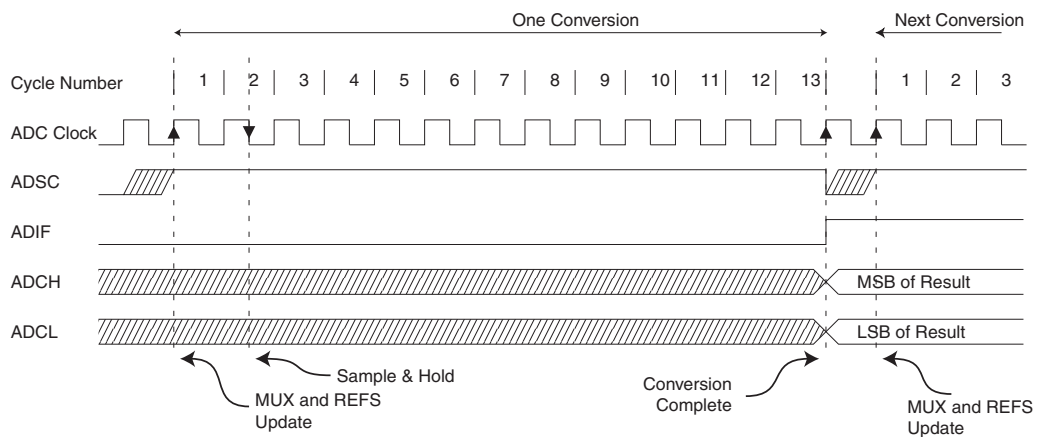 One Conversion Next Conversion
Cycle Number 1 2 3 4 5 6 7 8 9 10 11 12 13 1 2 3
ADC Clock
ADSC
ADIF
ADCH MSB of Result
ADCL LSB of Result
Sample & Hold
MUX and REFS
Update
Conversion
Complete
MUX and REFS
Update